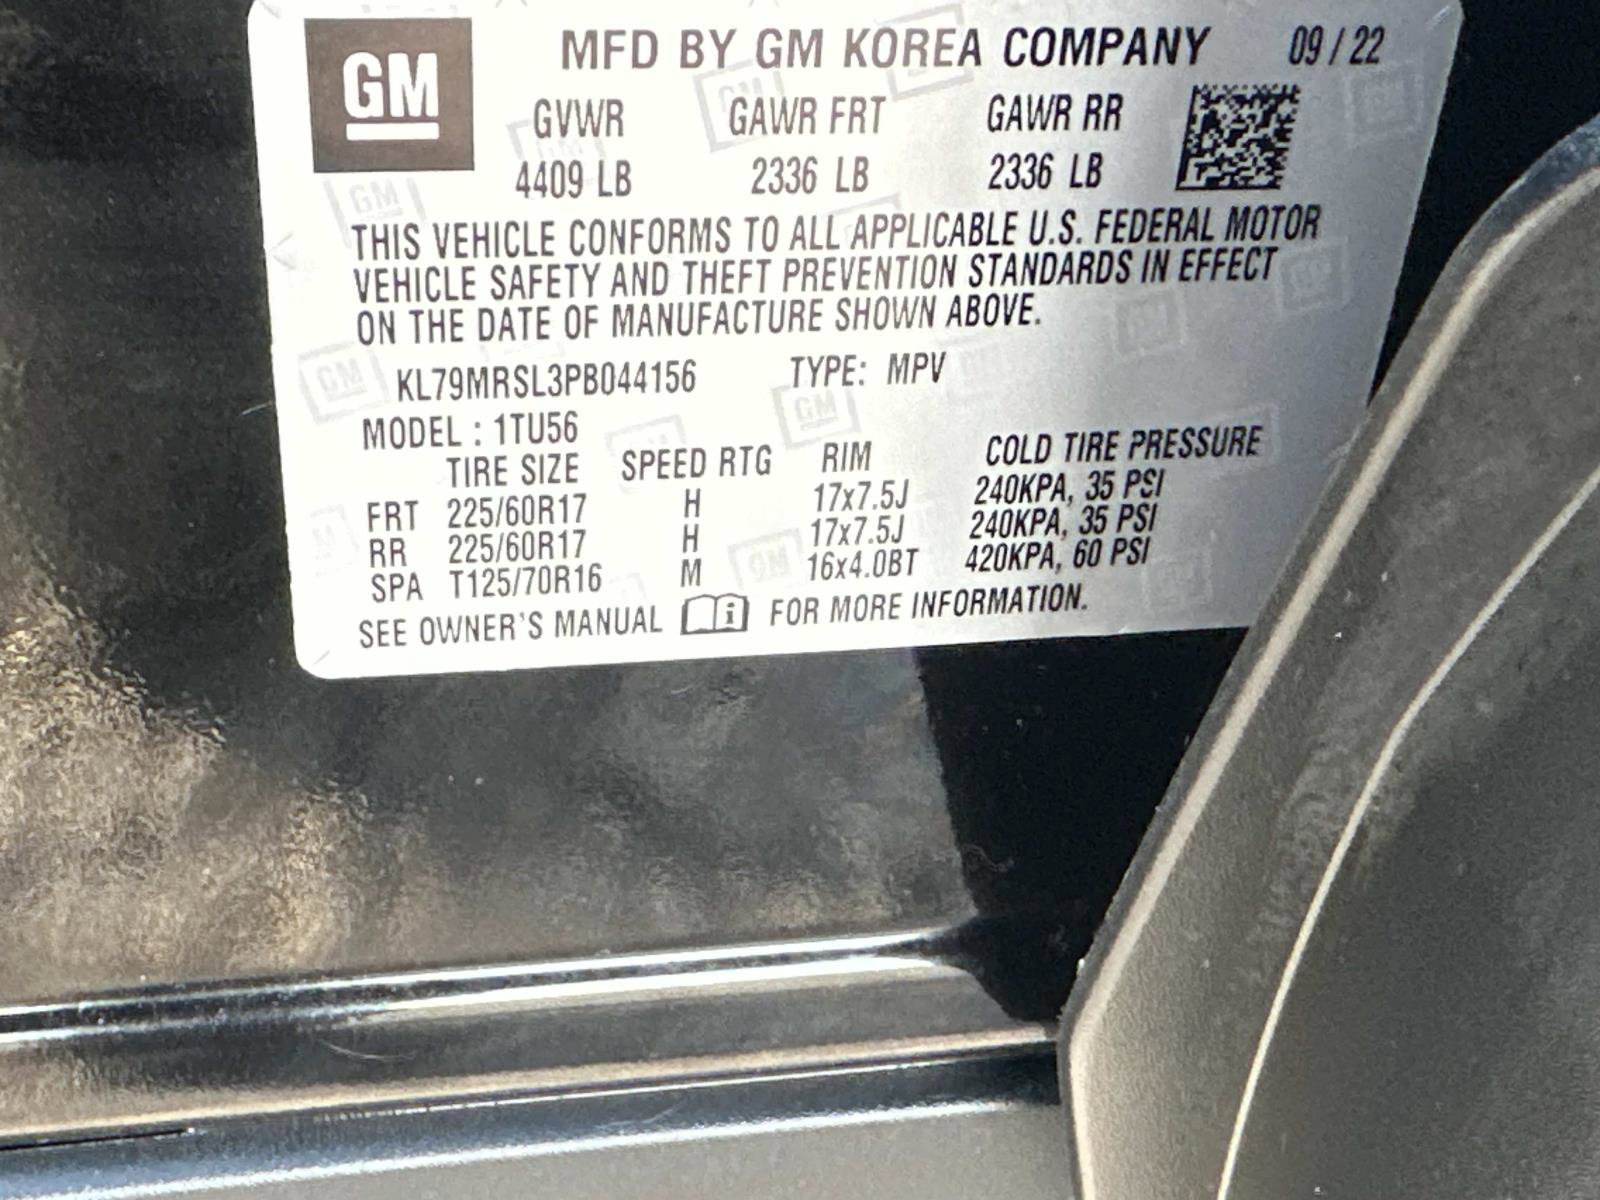 GM
MFD BY GM KOREA COMPANY 09 / 22
GVWR GAWR FRT GAWR RR
4409 LB 2336 LB 2336 LB
THIS VEHICLE CONFORMS TO ALL APPLICABLE U.S. FEDERAL MOTOR
VEHICLE SAFETY AND THEFT PREVENTION STANDARDS IN EFFECT
ON THE DATE OF MANUFACTURE SHOWN ABOVE.
KL79MRSL3PB044156 TYPE: MPV
MODEL : 1TU56
TIRE SIZE SPEED RTG RIM COLD TIRE PRESSURE
FRT 225/60R17 H 17x7.5J 240KPA, 35 PSI
RR 225/60R17 H 17x7.5J 240KPA, 35 PSI
SPA T125/70R16 M 16x4.0BT 420KPA, 60 PSI
SEE OWNER'S MANUAL i FOR MORE INFORMATION.